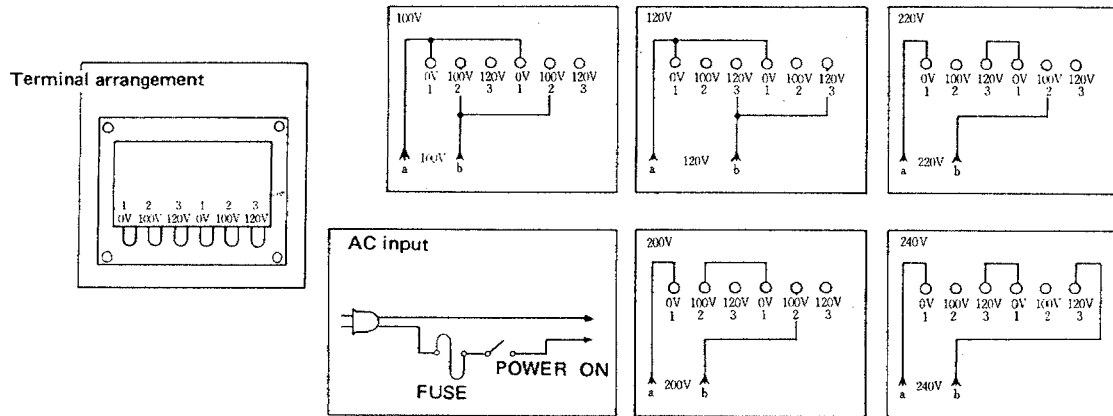 Terminal arrangement
1 2 3 1 2 3
0V 100V 120V 0V 100V 120V
100V
0V 100V 120V 0V 100V 120V
1 2 3 1 2 3
a 100V b
120V
0V 100V 120V 0V 100V 120V
1 2 3 1 2 3
a 120V b
220V
0V 100V 120V 0V 100V 120V
1 2 3 1 2 3
a 220V b
AC input
FUSE
POWER ON
200V
0V 100V 120V 0V 100V 120V
1 2 3 1 2 3
a 200V b
240V
0V 100V 120V 0V 100V 120V
1 2 3 1 2 3
a 240V b